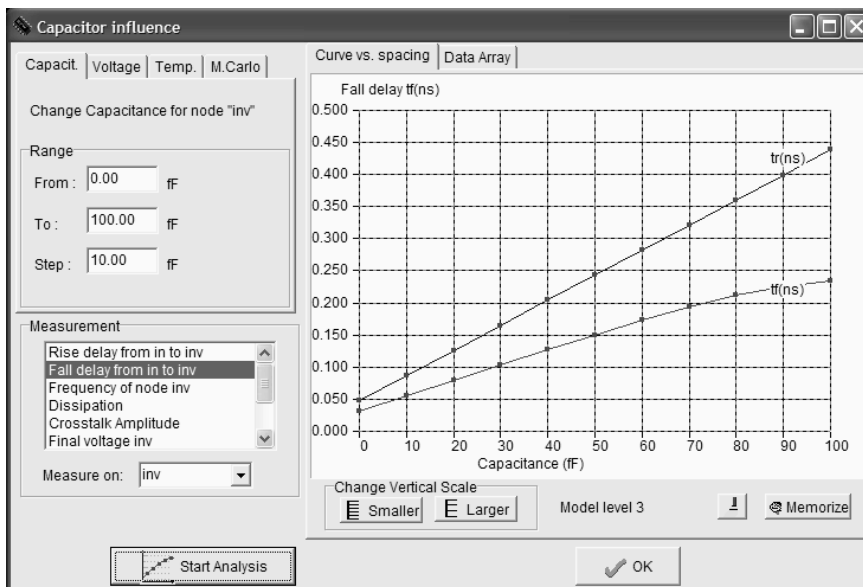 Capacitor influence
Capacit. Voltage Temp. M.Carlo
Change Capacitance for node "inv"
Range
From : 0.00 fF
To : 100.00 fF
Step : 10.00 fF
Measurement
Rise delay from in to inv
Fall delay from in to inv
Frequency of node inv
Dissipation
Crosstalk Amplitude
Final voltage inv
Measure on: inv
Start Analysis
Curve vs. spacing Data Array
Fall delay tf(ns)
0.500
0.450
0.400
0.350
0.300
0.250
0.200
0.150
0.100
0.050
0.000
tr(ns)
tf(ns)
0 10 20 30 40 50 60 70 80 90 100
Capacitance (fF)
Change Vertical Scale
Smaller Larger
Model level 3
Memorize
OK